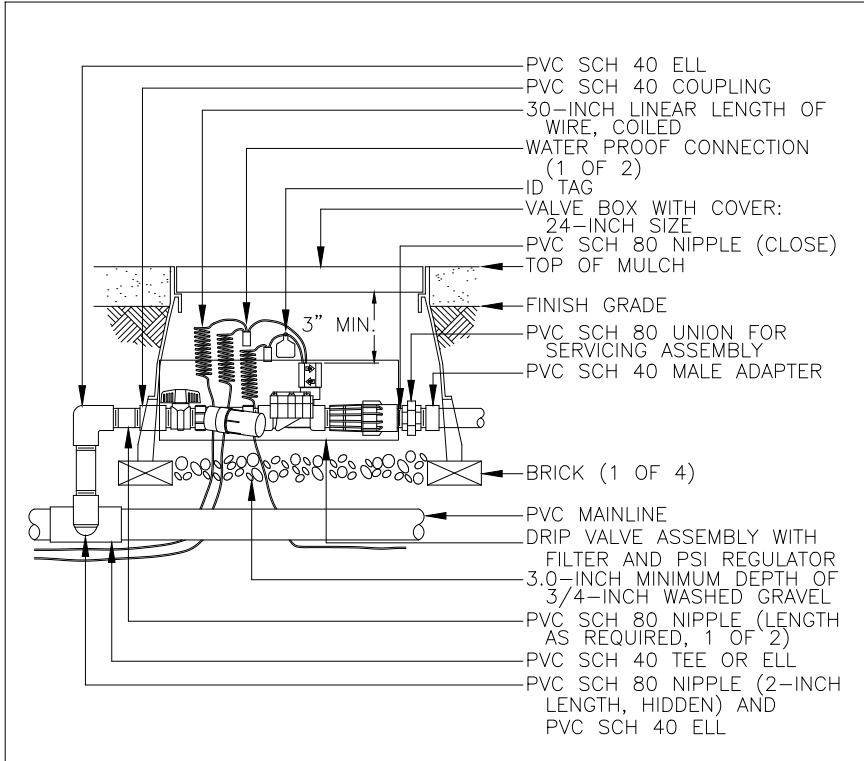 PVC SCH 40 ELL
PVC SCH 40 COUPLING
30-INCH LINEAR LENGTH OF
WIRE, COILED
WATER PROOF CONNECTION
(1 OF 2)
ID TAG
VALVE BOX WITH COVER:
24-INCH SIZE
PVC SCH 80 NIPPLE (CLOSE)
TOP OF MULCH
FINISH GRADE
3" MIN.
PVC SCH 80 UNION FOR
SERVICING ASSEMBLY
PVC SCH 40 MALE ADAPTER
BRICK (1 OF 4)
PVC MAINLINE
DRIP VALVE ASSEMBLY WITH
FILTER AND PSI REGULATOR
3.0-INCH MINIMUM DEPTH OF
3/4-INCH WASHED GRAVEL
PVC SCH 80 NIPPLE (LENGTH
AS REQUIRED, 1 OF 2)
PVC SCH 40 TEE OR ELL
PVC SCH 80 NIPPLE (2-INCH
LENGTH, HIDDEN) AND
PVC SCH 40 ELL